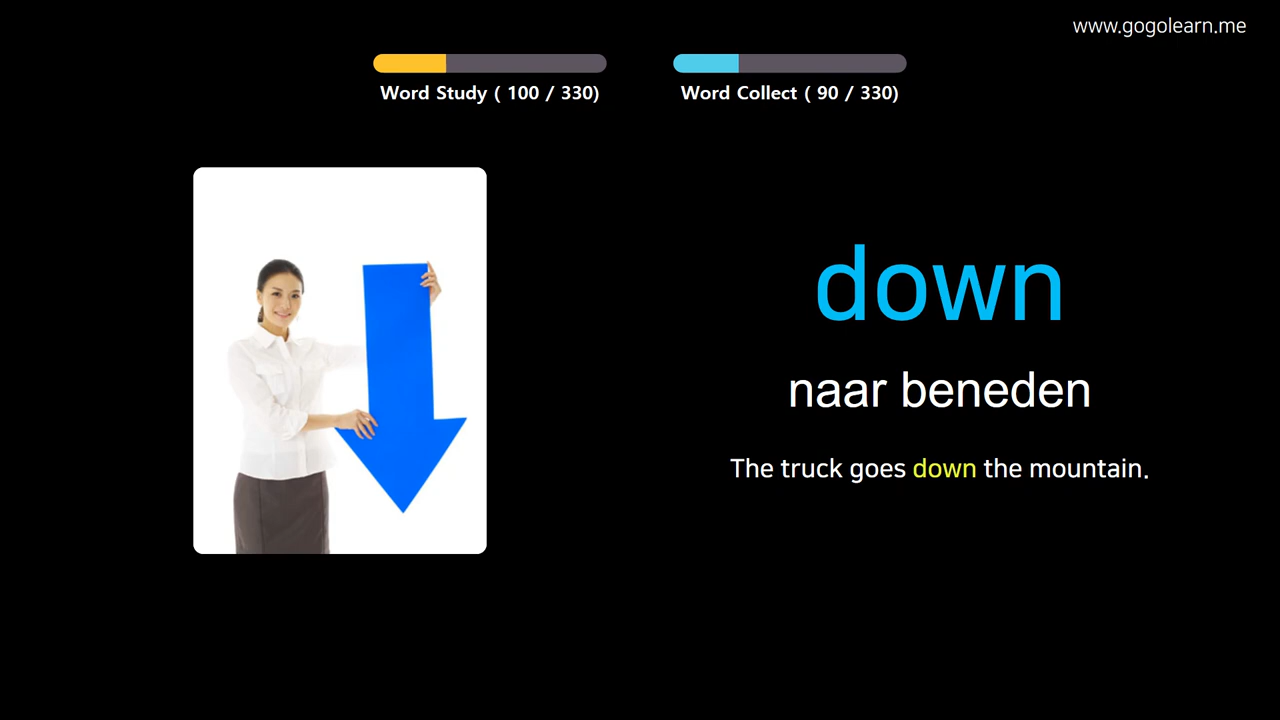 www.gogolearn.me
Word Study ( 100 / 330)
Word Collect ( 90 / 330)
down
naar beneden
The truck goes down the mountain.